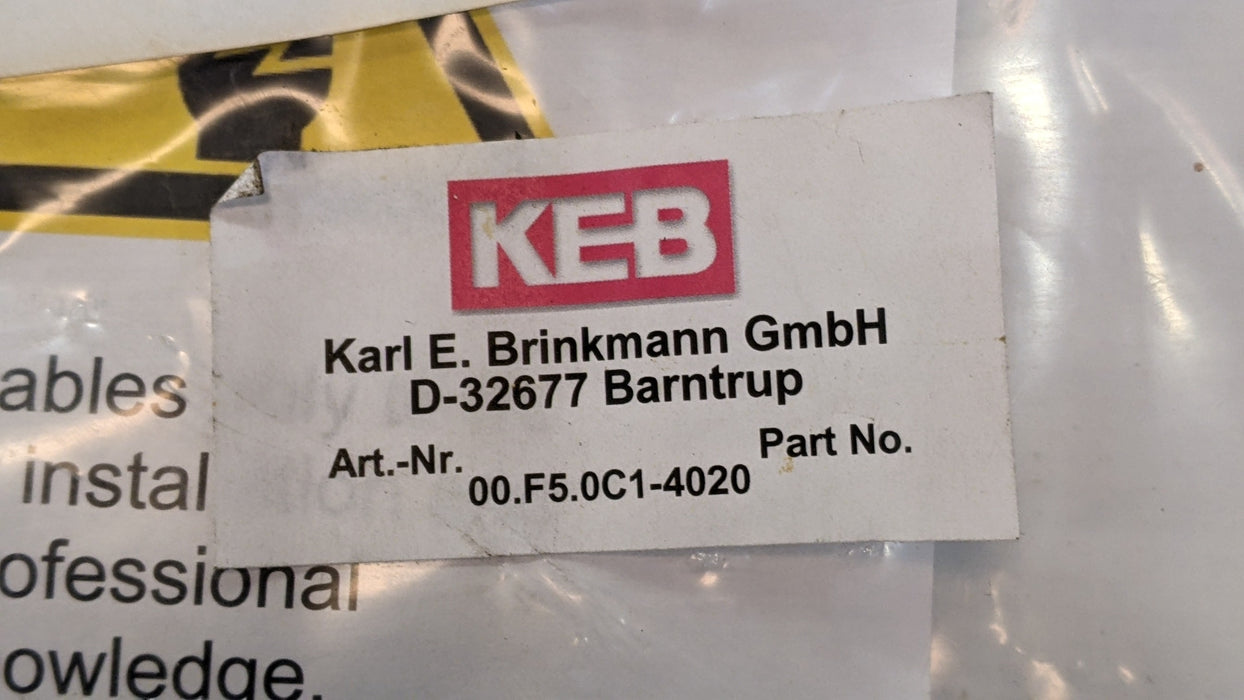 KEB
Karl E. Brinkmann GmbH
D-32677 Barntrup
Art.-Nr.
Part No.
00.F5.0C1-4020
ables
instal
ofessional
owledge.